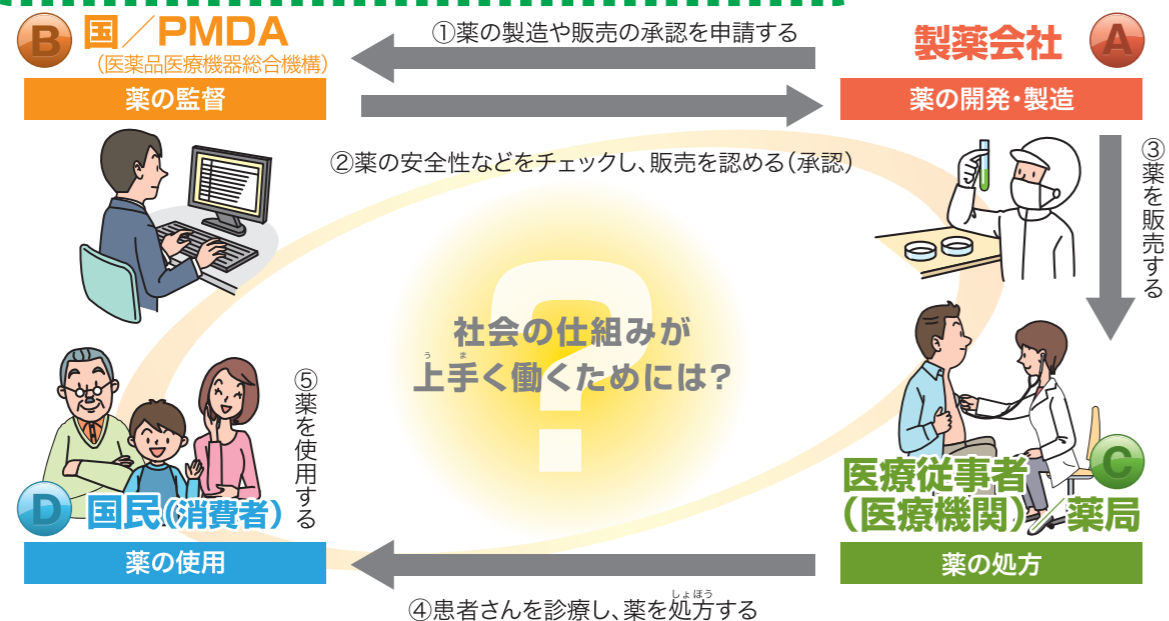 B 国／PMDA
（医薬品医療機器総合機構）
薬の監督
①薬の製造や販売の承認を申請する
製薬会社 A
薬の開発・製造
②薬の安全性などをチェックし、販売を認める（承認）
③薬を販売する
社会の仕組みが
うま
上手く働くためには？
⑤薬を使用する
D 国民（消費者）
薬の使用
医療従事者 C
（医療機関）／薬局
薬の処方
しょほう
④患者さんを診療し、薬を処方する